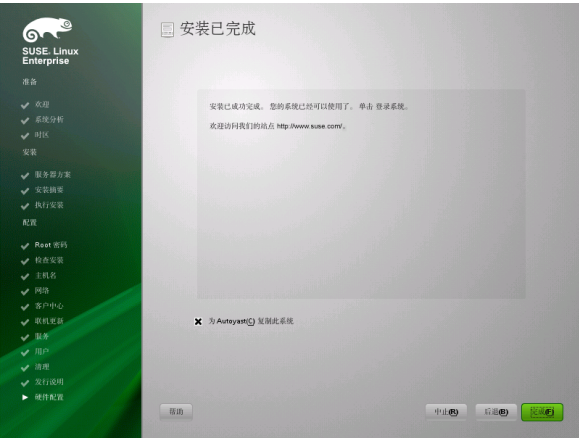 SUSE. Linux
Enterprise
准备
欢迎
系统分析
时区
安装
服务器方案
安装摘要
执行安装
配置
Root 密码
检查安装
主机名
网络
客户中心
联机更新
服务
用户
清理
发行说明
硬件配置
安装已完成
安装已成功完成。 您的系统已经可以使用了。 单击 登录系统。
欢迎访问我们的站点 http://www.suse.com/。
为 Autoyast(C) 复制此系统
帮助
中止(R) 后退(B) 完成(F)